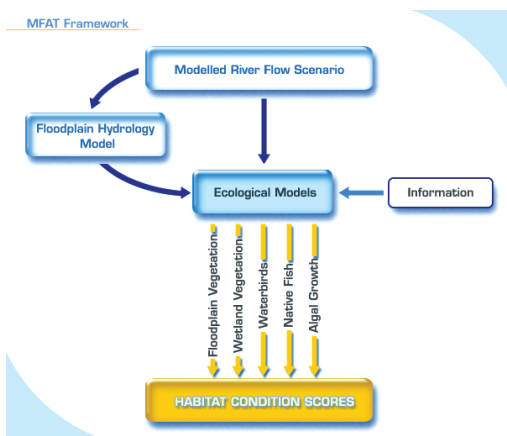 MFAT Framework
Modelled River Flow Scenario
Floodplain Hydrology
Model
Ecological Models
Information
Floodplain Vegetation
Wetland Vegetation
Waterbirds
Native Fish
Algal Growth
HABITAT CONDITION SCORES